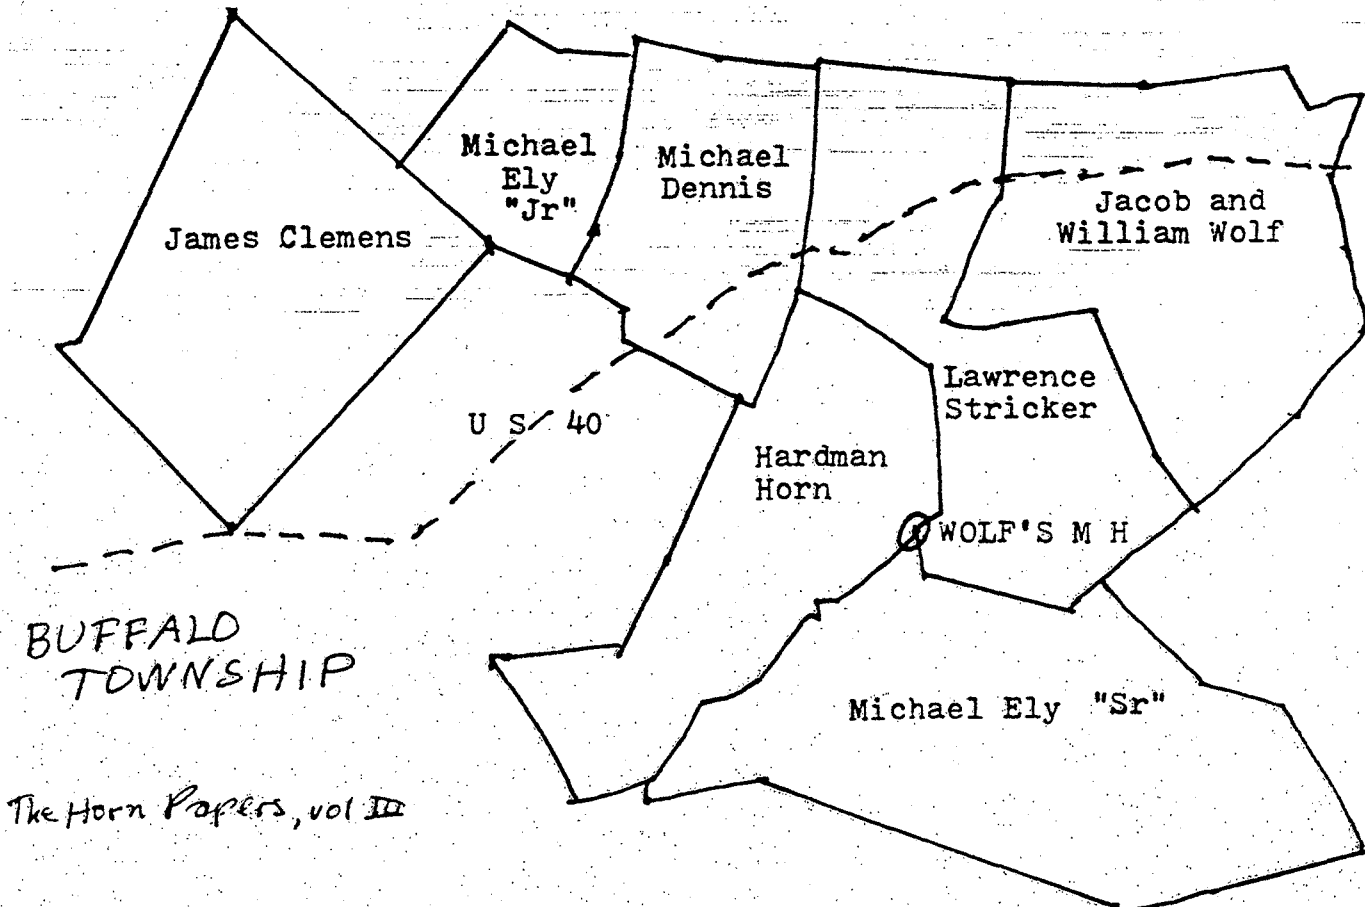 Michael
Ely
"Jr"
Michael
Dennis
James Clemens
Jacob and
William Wolf
Lawrence
Stricker
U S 40
Hardman
Horn
WOLF'S M H
BUFFALO
TOWNSHIP
Michael Ely "Sr"
The Horn Papers, vol III